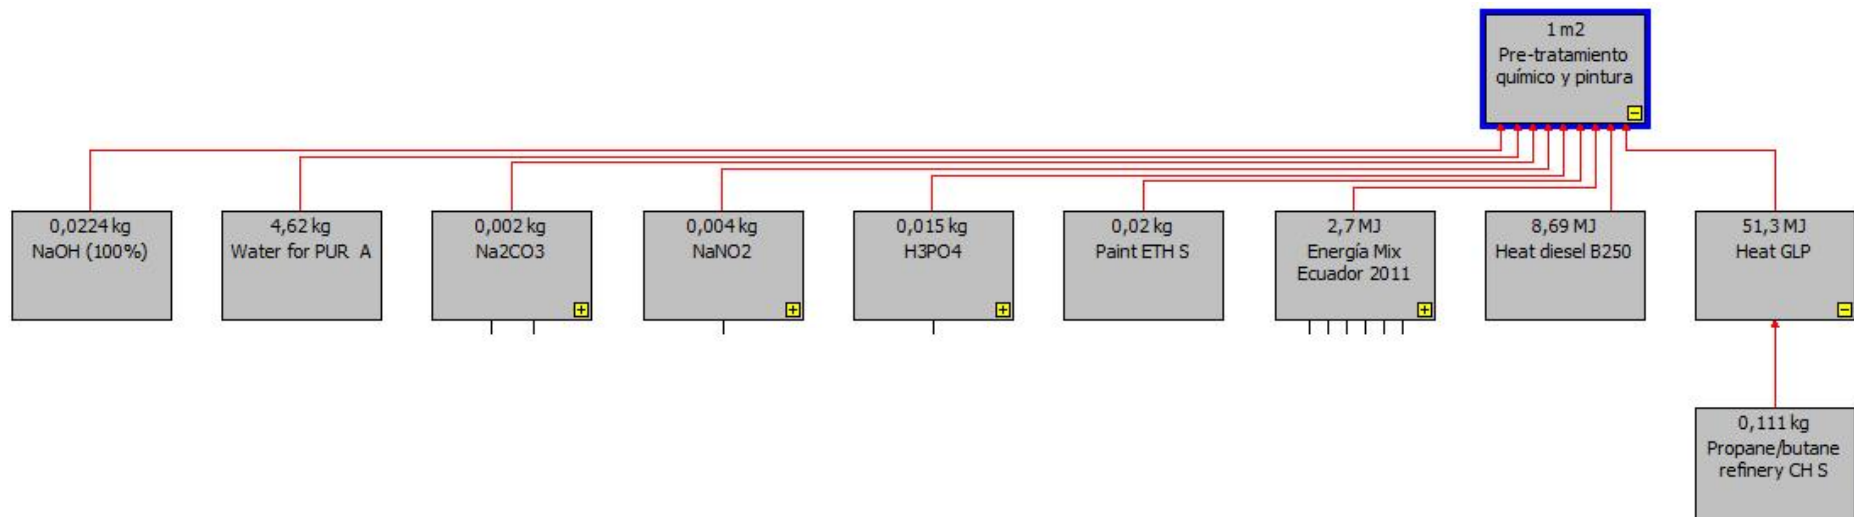 1 m2
Pre-tratamiento
químico y pintura
0,0224 kg
NaOH (100%)
4,62 kg
Water for PUR A
0,002 kg
Na2CO3
0,004 kg
NaNO2
0,015 kg
H3PO4
0,02 kg
Paint ETH S
2,7 MJ
Energía Mix
Ecuador 2011
8,69 MJ
Heat diesel B250
51,3 MJ
Heat GLP
0,111 kg
Propane/butane
refinery CH S